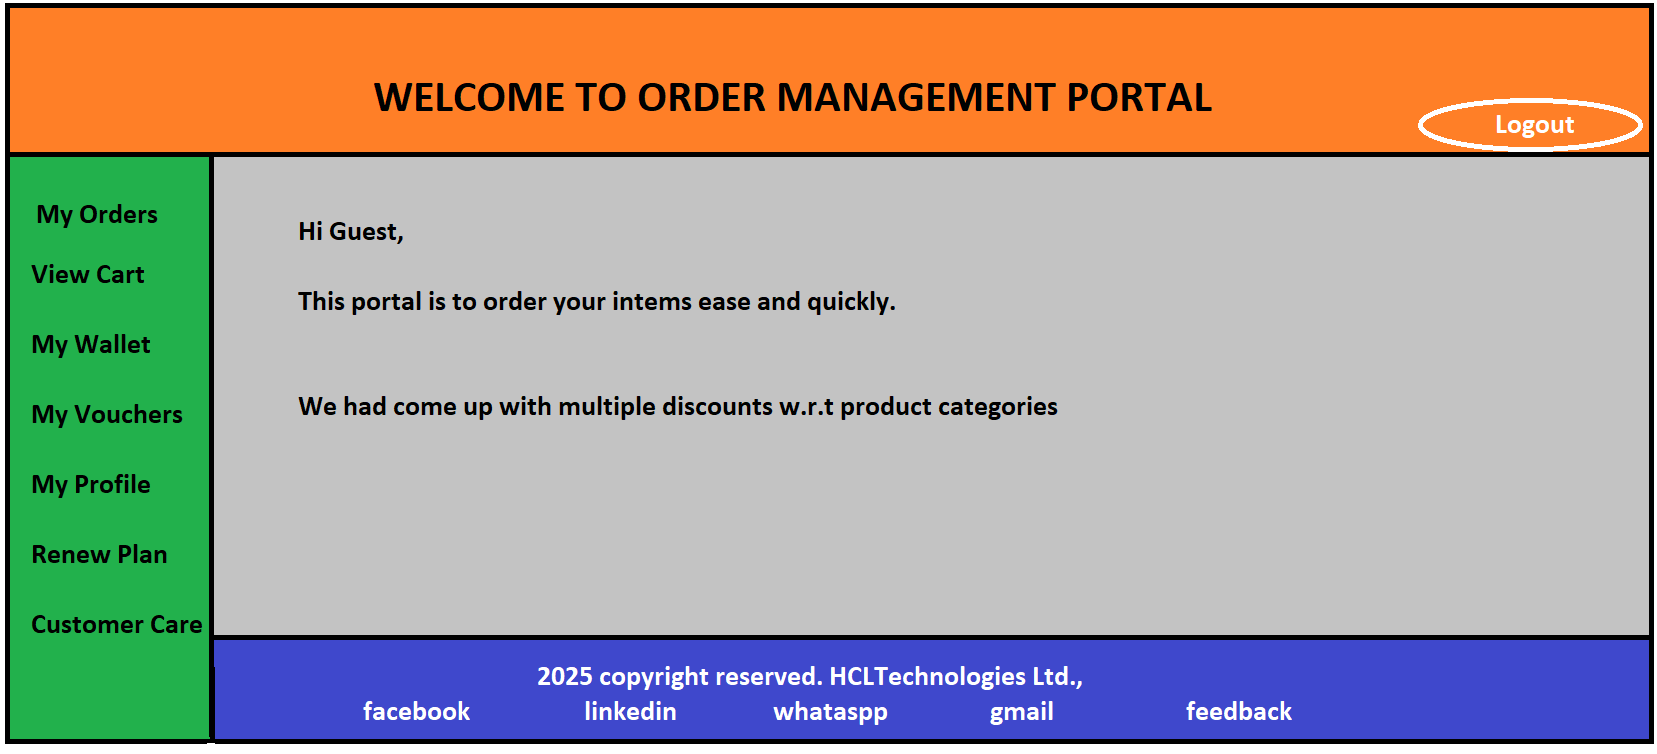 WELCOME TO ORDER MANAGEMENT PORTAL
Logout
My Orders
View Cart
My Wallet
My Vouchers
My Profile
Renew Plan
Customer Care
Hi Guest,
This portal is to order your intems ease and quickly.
We had come up with multiple discounts w.r.t product categories
2025 copyright reserved. HCLTechnologies Ltd.,
facebook linkedin whataspp gmail feedback